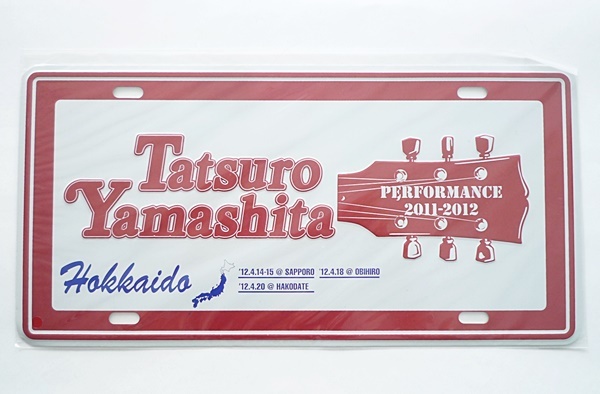 Tatsuro
Yamashita
PERFORMANCE
2011-2012
Hokkaido
'12.4.14-15 @ SAPPORO '12.4.18 @ OBIHIRO
'12.4.20 @ HAKODATE